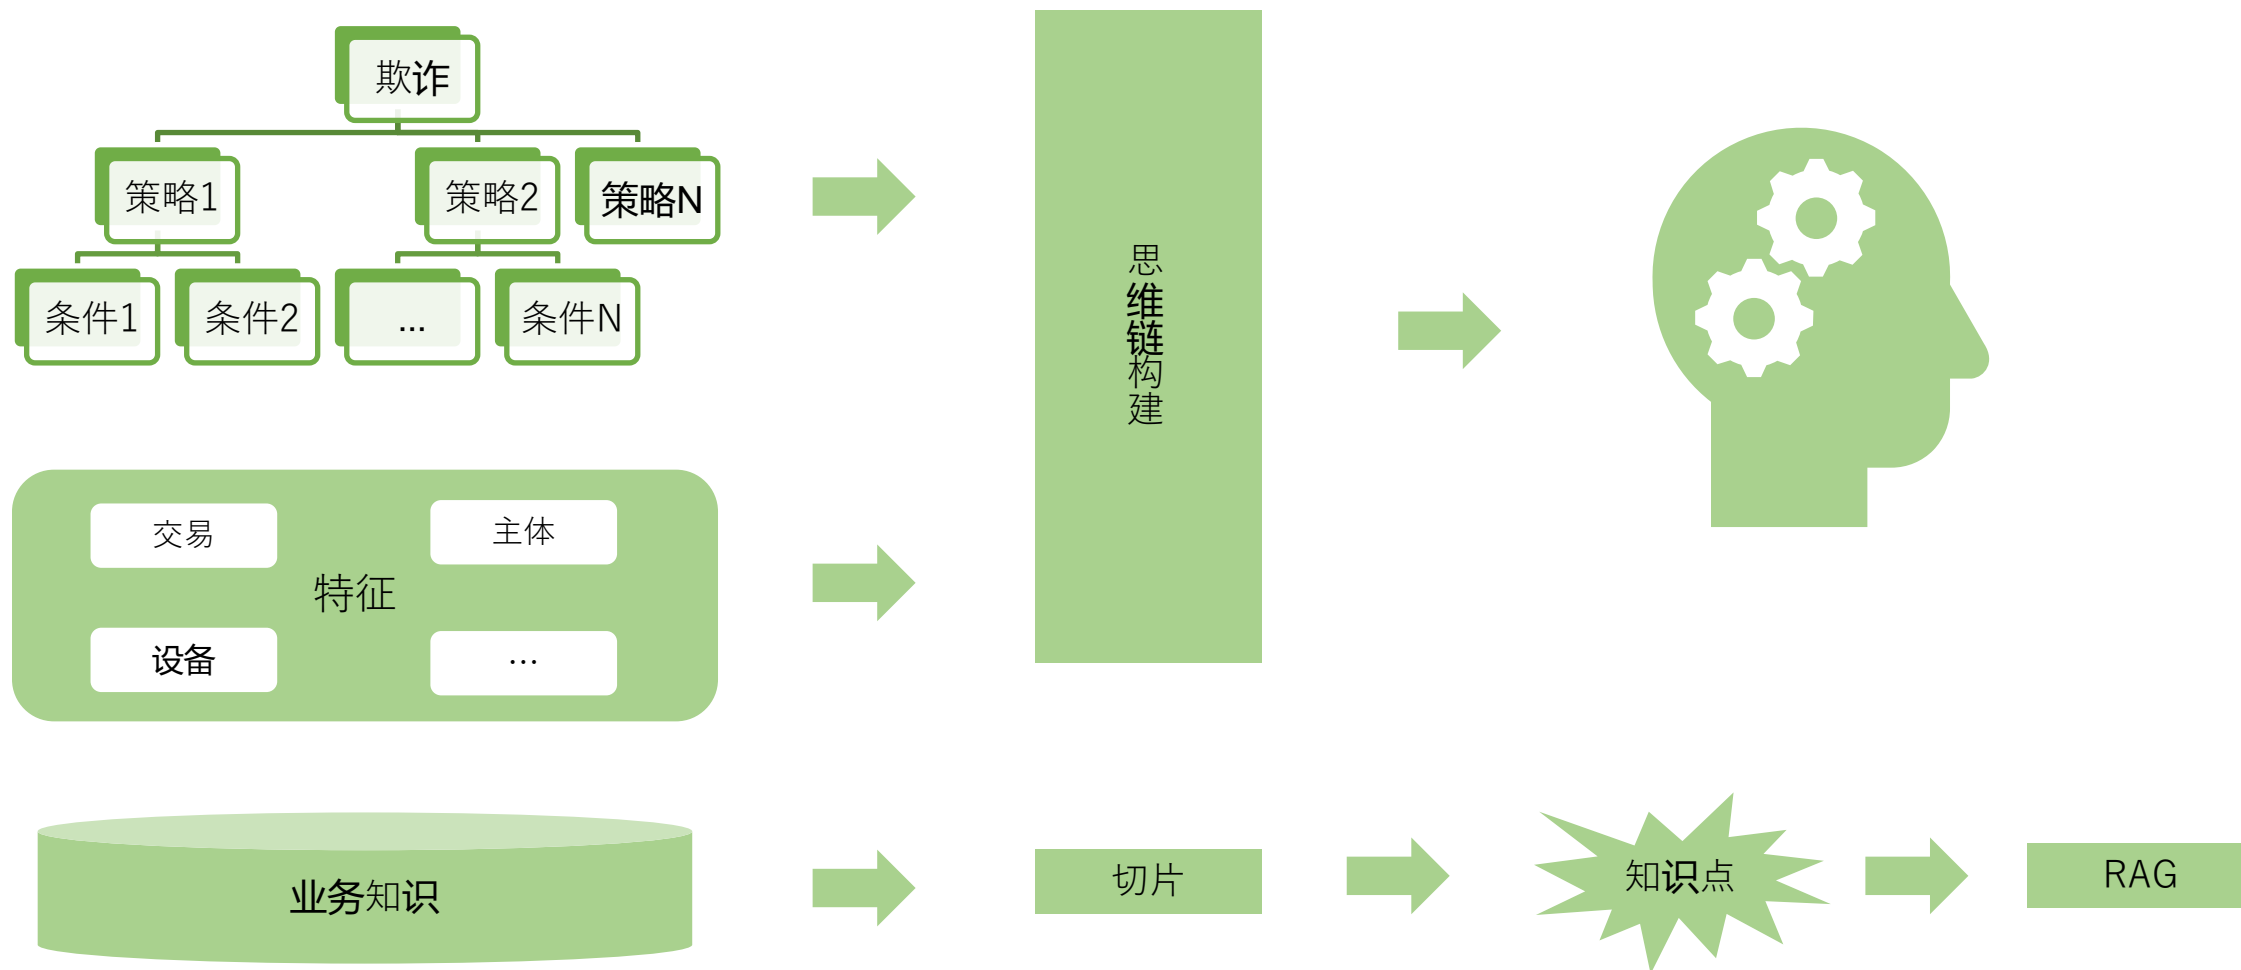 欺诈
策略1
策略2
策略N
条件1
条件2
...
条件N
思维链构建
交易
主体
特征
设备
...
业务知识
切片
知识点
RAG